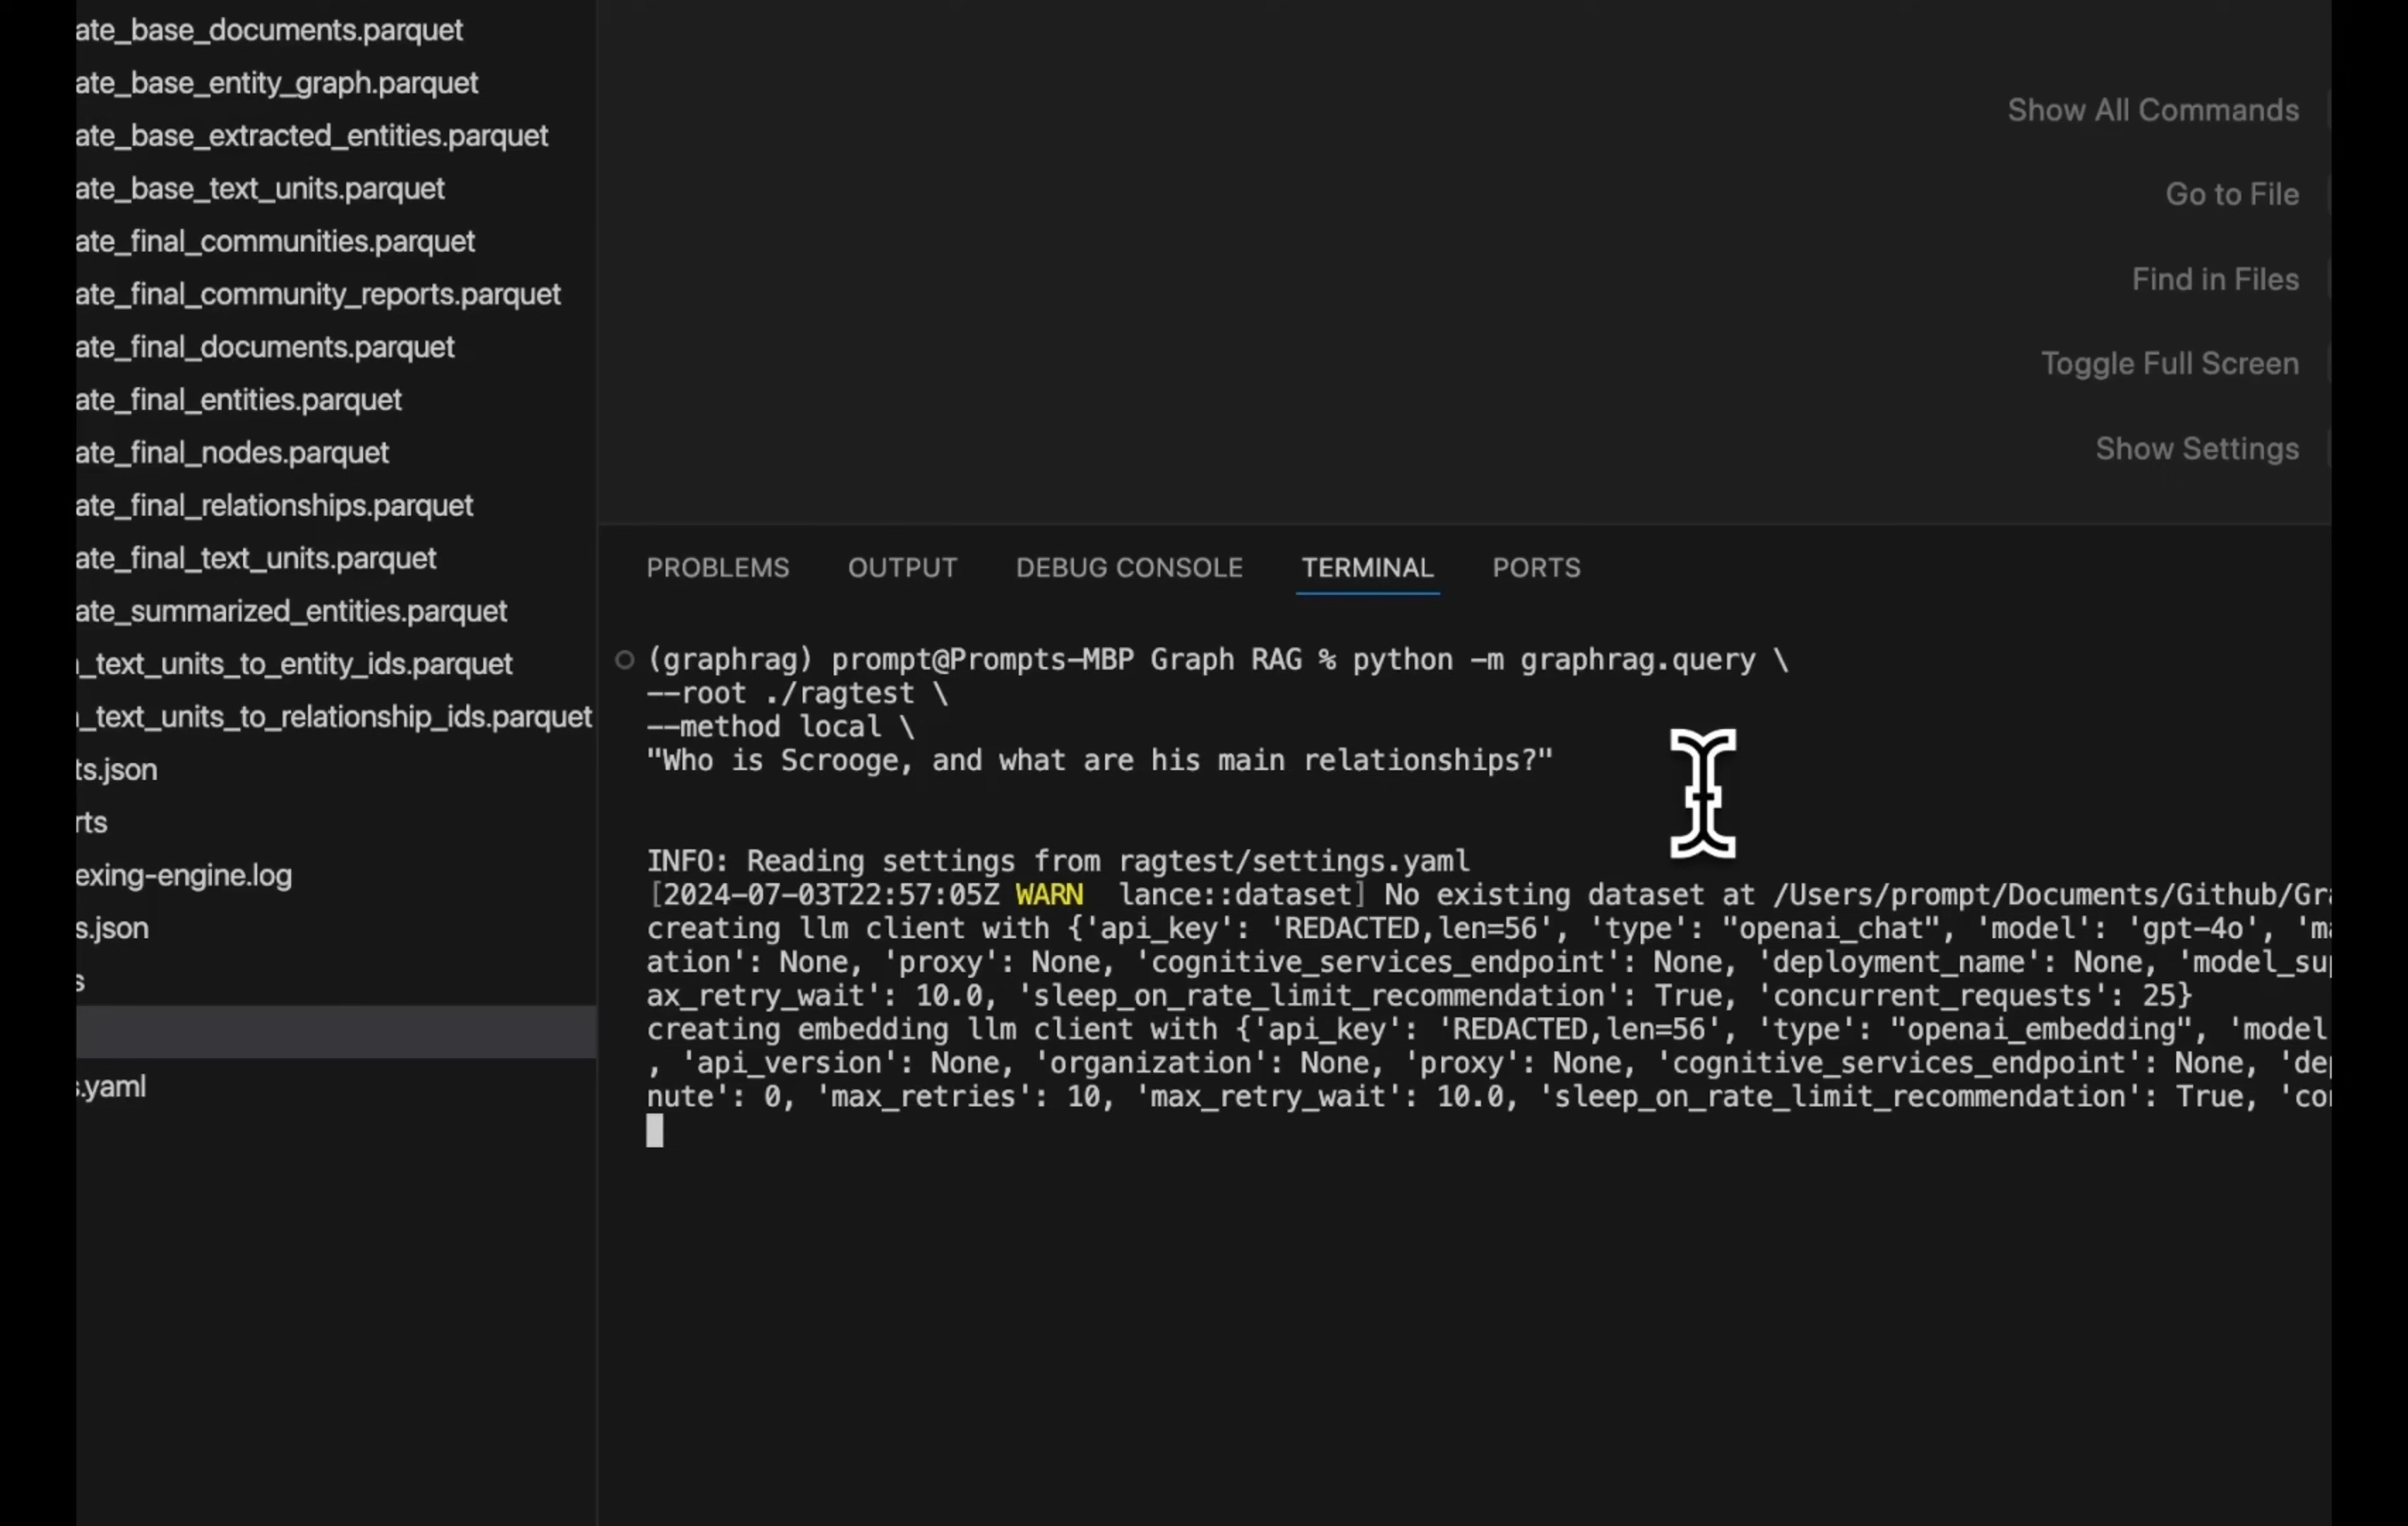 ate_base_documents.parquet
ate_base_entity_graph.parquet
ate_base_extracted_entities.parquet
ate_base_text_units.parquet
ate_final_communities.parquet
ate_final_community_reports.parquet
ate_final_documents.parquet
ate_final_entities.parquet
ate_final_nodes.parquet
ate_final_relationships.parquet
ate_final_text_units.parquet
ate_summarized_entities.parquet
_text_units_to_entity_ids.parquet
_text_units_to_relationship_ids.parquet
ts.json
rts
exing-engine.log
s.json
s
s.yaml
Show All Commands
Go to File
Find in Files
Toggle Full Screen
Show Settings
PROBLEMS OUTPUT DEBUG CONSOLE TERMINAL PORTS
(graphrag) prompt@Prompts-MBP Graph RAG % python -m graphrag.query \
--root ./ragtest \
--method local \
"Who is Scrooge, and what are his main relationships?"
INFO: Reading settings from ragtest/settings.yaml
[2024-07-03T22:57:05Z WARN  lance::dataset] No existing dataset at /Users/prompt/Documents/Github/Gra
creating llm client with {'api_key': 'REDACTED,len=56', 'type': "openai_chat", 'model': 'gpt-4o', 'ma
ation': None, 'proxy': None, 'cognitive_services_endpoint': None, 'deployment_name': None, 'model_sup
ax_retry_wait': 10.0, 'sleep_on_rate_limit_recommendation': True, 'concurrent_requests': 25}
creating embedding llm client with {'api_key': 'REDACTED,len=56', 'type': "openai_embedding", 'model
, 'api_version': None, 'organization': None, 'proxy': None, 'cognitive_services_endpoint': None, 'dep
nute': 0, 'max_retries': 10, 'max_retry_wait': 10.0, 'sleep_on_rate_limit_recommendation': True, 'con